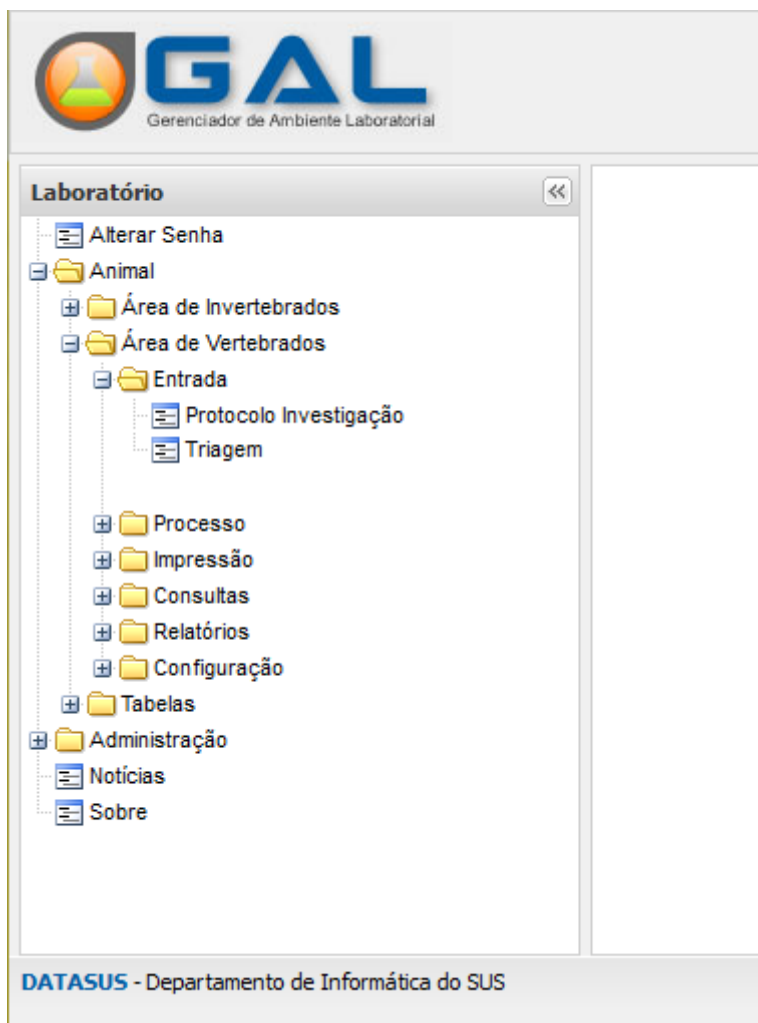 GAL
Gerenciador de Ambiente Laboratorial
Laboratório
Alterar Senha
Animal
Área de Invertebrados
Área de Vertebrados
Entrada
Protocolo Investigação
Triagem
Processo
Impressão
Consultas
Relatórios
Configuração
Tabelas
Administração
Notícias
Sobre
DATASUS - Departamento de Informática do SUS